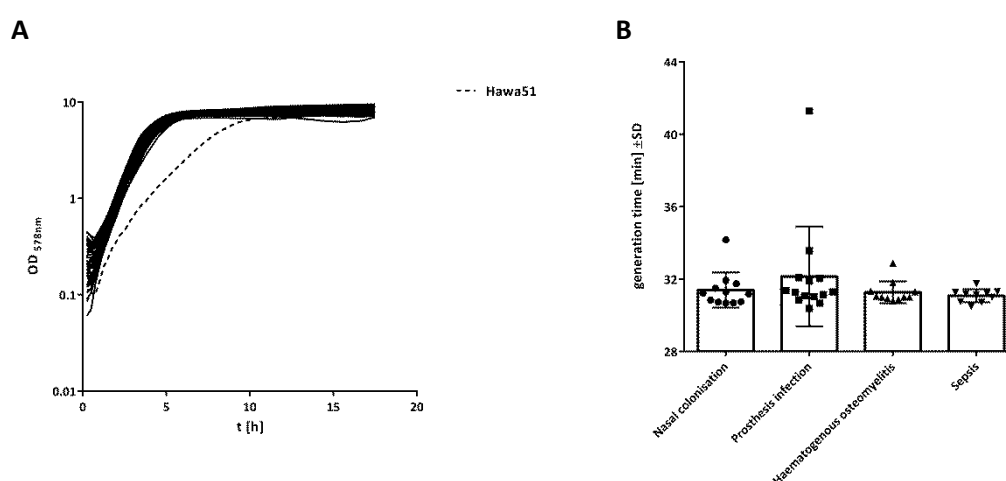 A
B
Hawa51
10
1
0.1
0.01
OD 578nm
0
5
10
15
20
t [h]
44
40
36
32
28
generation time [min] ±SD
Nasal colonisation
Prosthesis infection
Haematogenous osteomyelitis
Sepsis